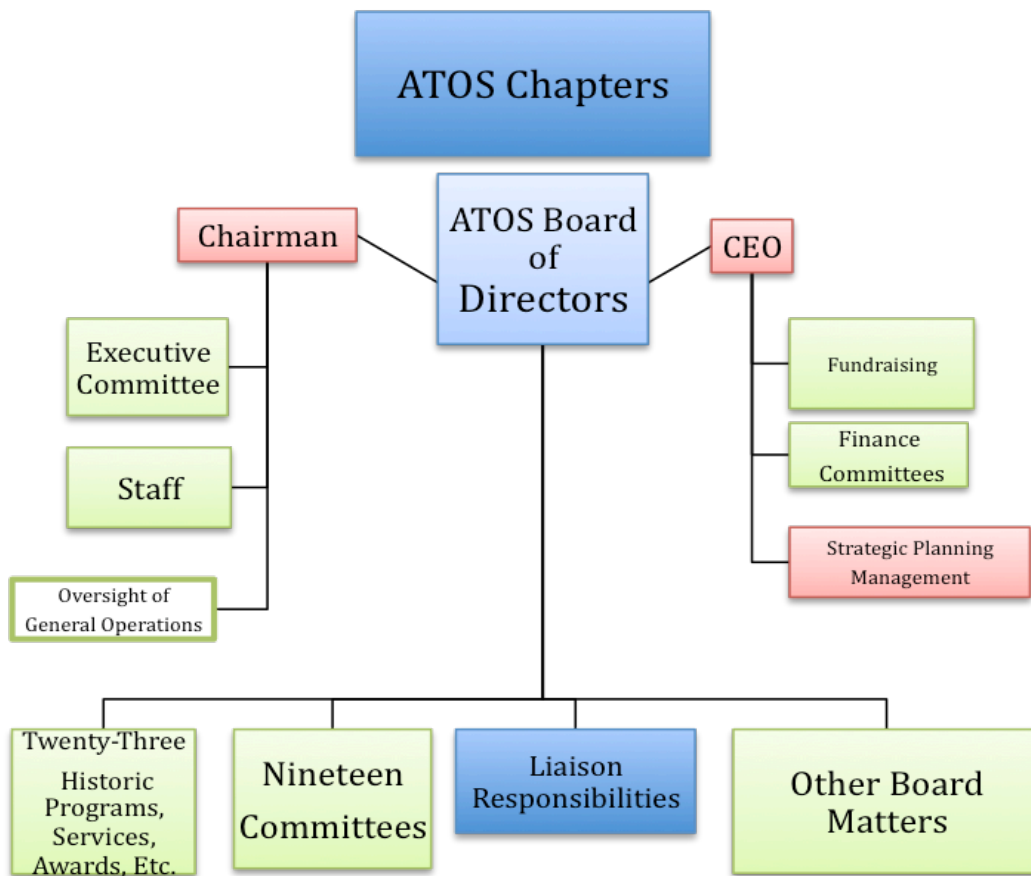 ATOS Chapters
Chairman
ATOS Board
of
Directors
CEO
Executive
Committee
Fundraising
Finance
Committees
Staff
Strategic Planning
Management
Oversight of
General Operations
Twenty-Three
Historic
Programs,
Services,
Awards, Etc.
Nineteen
Committees
Liaison
Responsibilities
Other Board
Matters